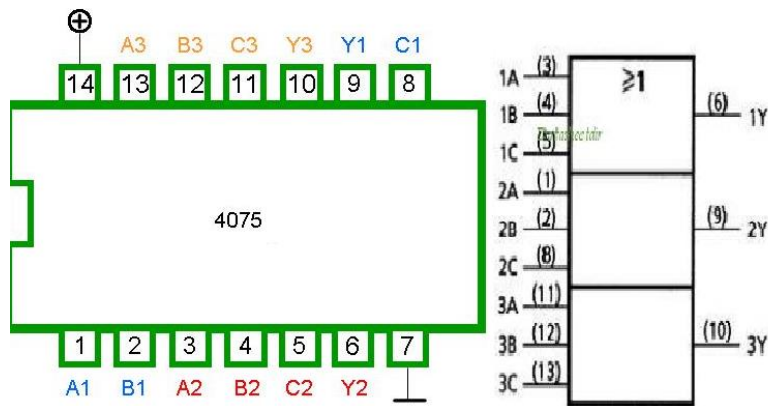 A3 B3 C3 Y3 Y1 C1
14 13 12 11 10 9 8
4075
1 2 3 4 5 6 7
A1 B1 A2 B2 C2 Y2
≥1
1A (3)
1B (4) (6) 1Y
1C (5)
2A (1)
2B (2) (9) 2Y
2C (8)
3A (11)
3B (12) (10) 3Y
3C (13)